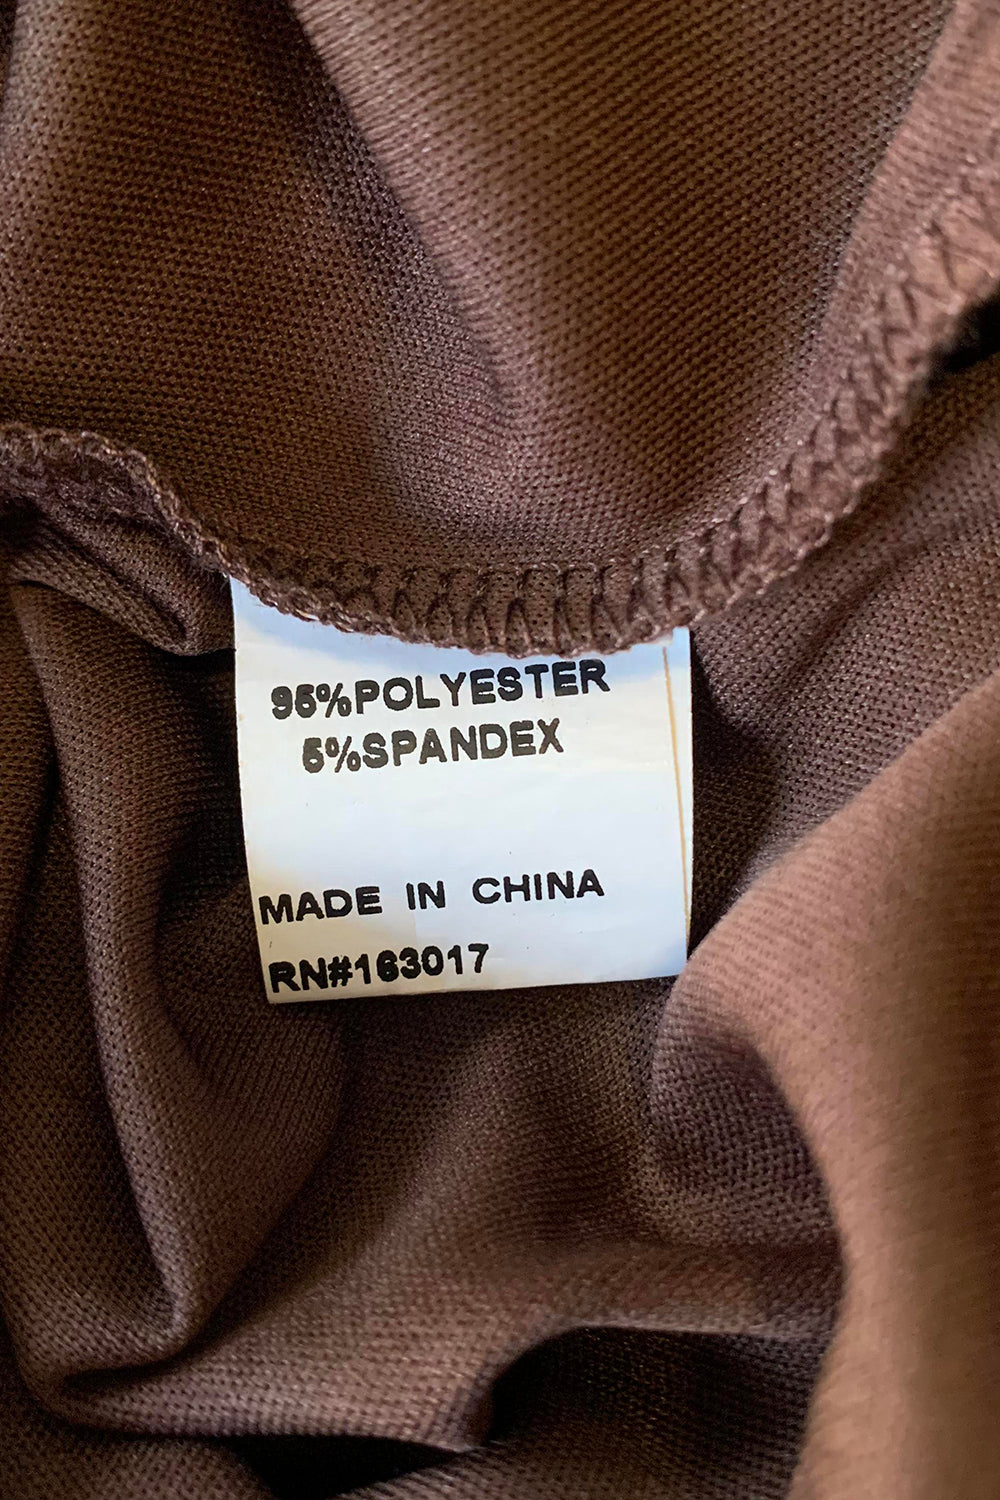 95%POLYESTER
5%SPANDEX
MADE IN CHINA
RN#163017